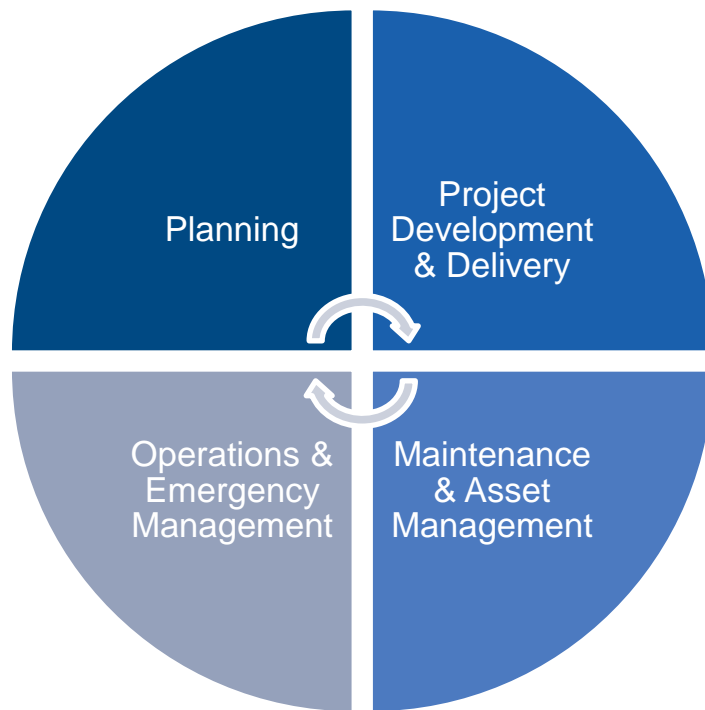 Planning
Project
Development
& Delivery
Operations &
Emergency
Management
Maintenance
& Asset
Management